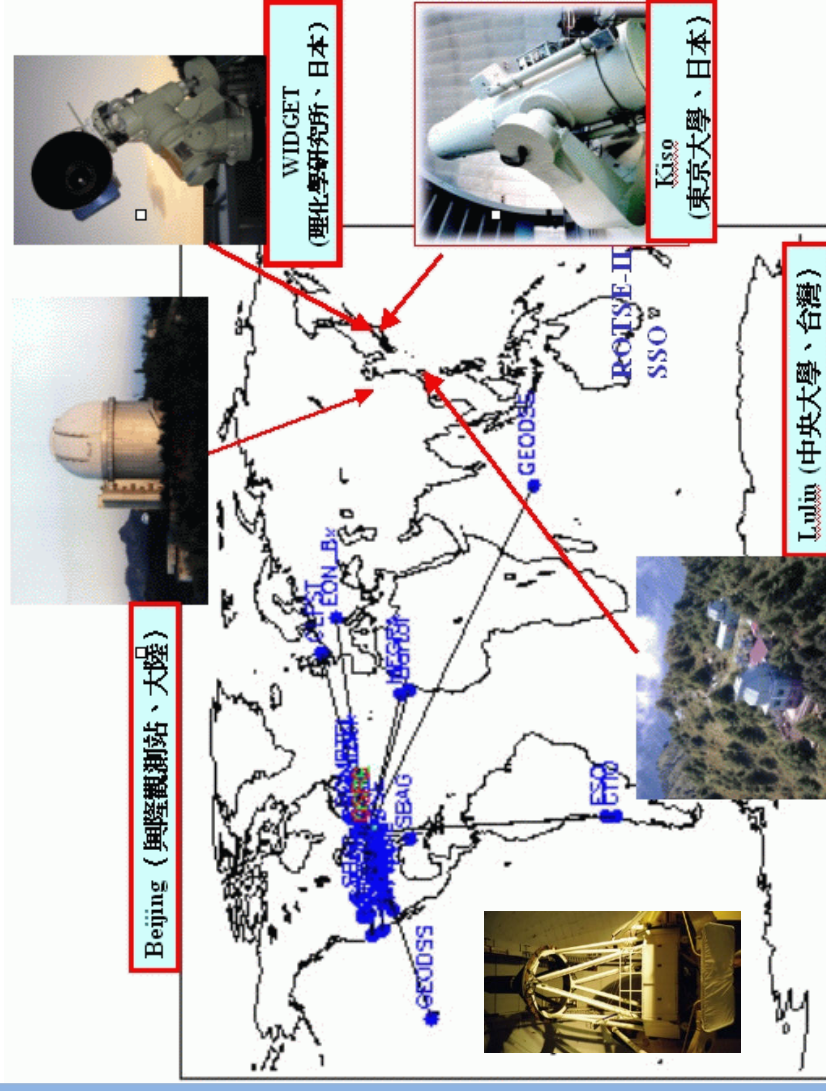 Beijing (興隆觀測站、大陸)
WIDGET
(理化學研究所、日本)
EON_Bx
SBAG
GEODSS
GEODSS
Kiso
(東京大學、日本)
ESO
CTIO
ROTSE-II
SSO
Lulin (中央大學、台灣)